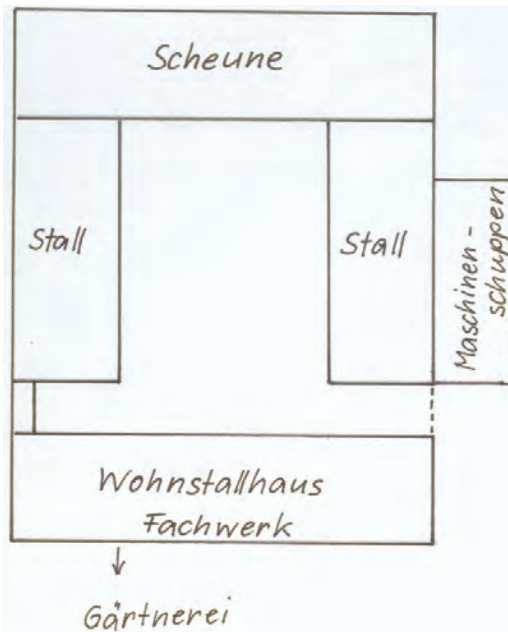 Scheune
Stall
Stall
Maschinen-
schuppen
Wohnstallhaus
Fachwerk
Gärtnerei